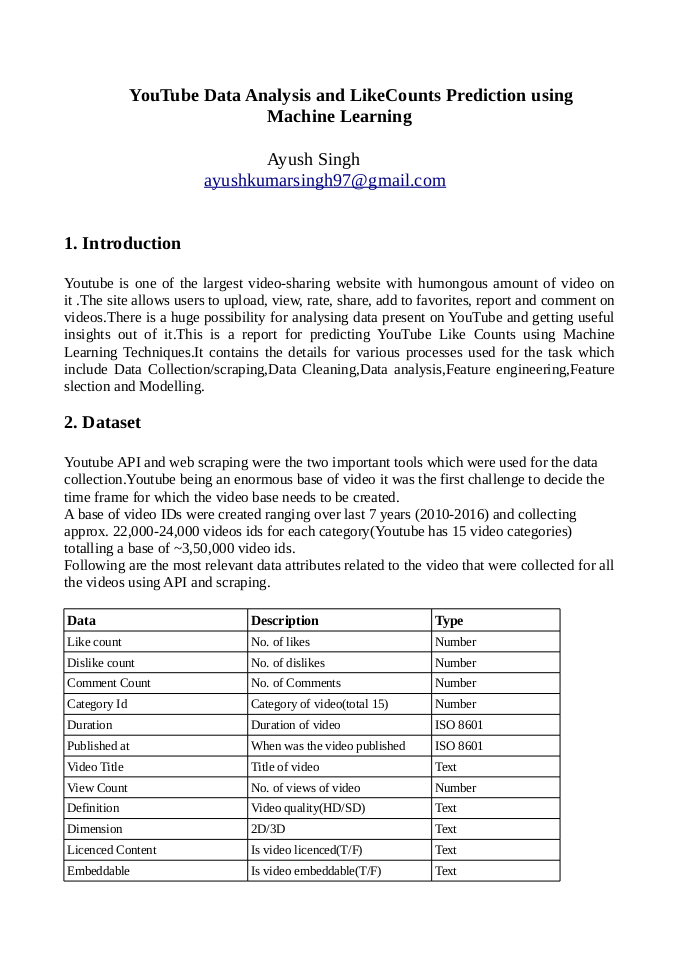 YouTube Data Analysis and LikeCounts Prediction using
Machine Learning
Ayush Singh
ayushkumarsingh97@gmail.com
1. Introduction
Youtube is one of the largest video-sharing website with humongous amount of video on
it .The site allows users to upload, view, rate, share, add to favorites, report and comment on
videos.There is a huge possibility for analysing data present on YouTube and getting useful
insights out of it.This is a report for predicting YouTube Like Counts using Machine
Learning Techniques.It contains the details for various processes used for the task which
include Data Collection/scraping,Data Cleaning,Data analysis,Feature engineering,Feature
slection and Modelling.
2. Dataset
Youtube API and web scraping were the two important tools which were used for the data
collection.Youtube being an enormous base of video it was the first challenge to decide the
time frame for which the video base needs to be created.
A base of video IDs were created ranging over last 7 years (2010-2016) and collecting
approx. 22,000-24,000 videos ids for each category(Youtube has 15 video categories)
totalling a base of ~3,50,000 video ids.
Following are the most relevant data attributes related to the video that were collected for all
the videos using API and scraping.
Data Description Type
Like count No. of likes Number
Dislike count No. of dislikes Number
Comment Count No. of Comments Number
Category Id Category of video(total 15) Number
Duration Duration of video ISO 8601
Published at When was the video published ISO 8601
Video Title Title of video Text
View Count No. of views of video Number
Definition Video quality(HD/SD) Text
Dimension 2D/3D Text
Licenced Content Is video licenced(T/F) Text
Embeddable Is video embeddable(T/F) Text